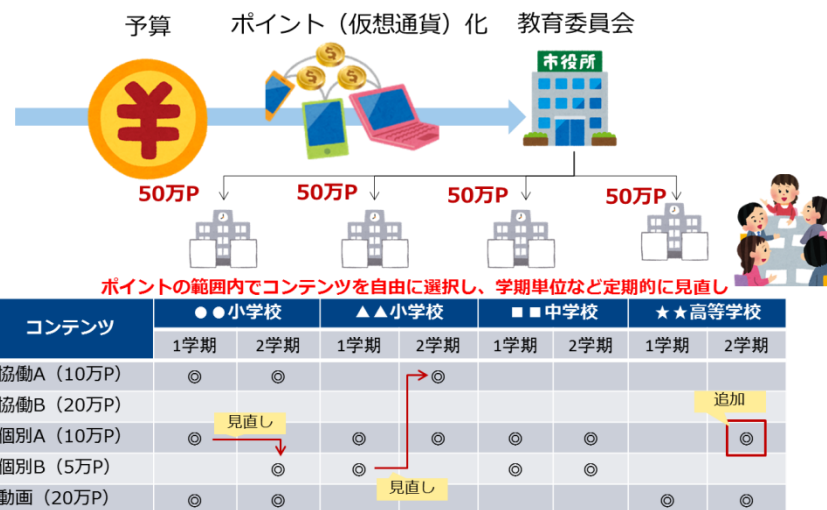 予算
ポイント（仮想通貨）化
教育委員会
市役所
50万P
50万P
50万P
50万P
ポイントの範囲内でコンテンツを自由に選択し、学期単位など定期的に見直し
コンテンツ
●●小学校
▲▲小学校
■■中学校
★★高等学校
1学期 2学期 1学期 2学期 1学期 2学期 1学期 2学期
協働A（10万P） ◎ ◎ ◎
追加
協働B（20万P）
見直し
個別A（10万P） ◎ ◎ ◎ ◎ ◎ ◎
個別B（5万P） ◎ ◎ ◎ ◎
見直し
動画（20万P） ◎ ◎ ◎ ◎